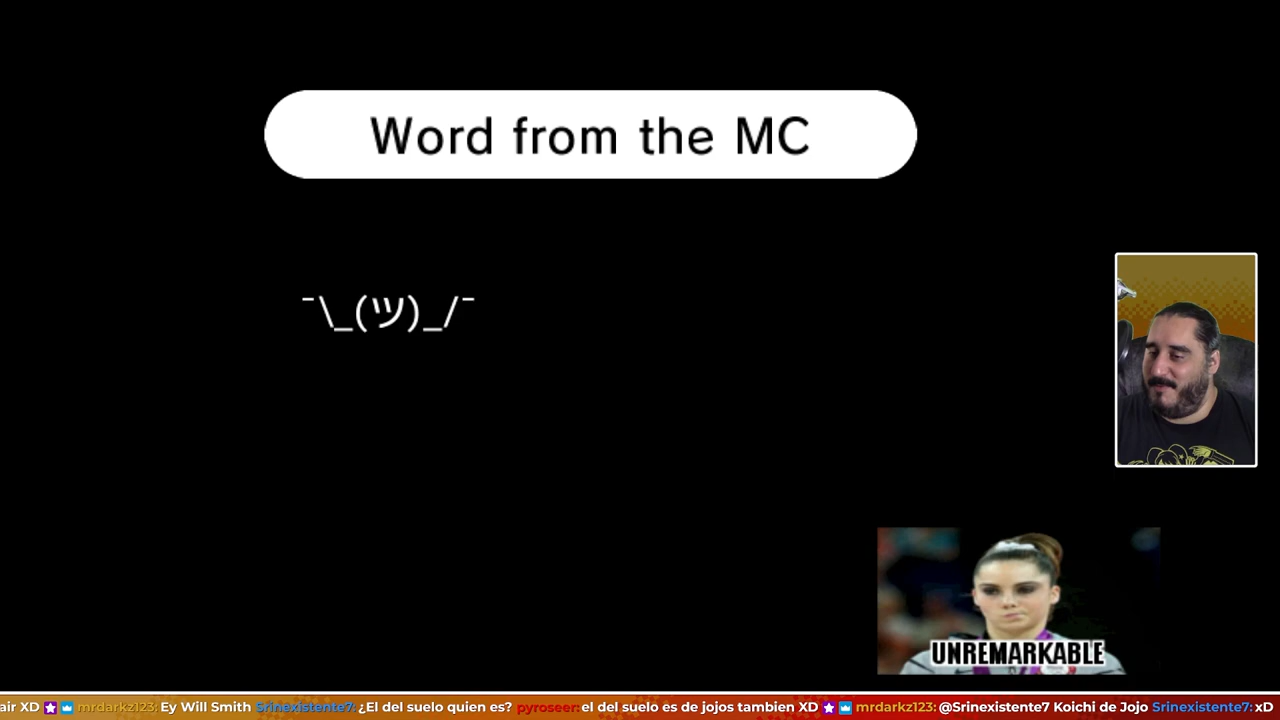 Word from the MC
¯\_(ツ)_/¯
UNREMARKABLE
air XD mrdarkz123: Ey Will Smith Srinexistente7: ¿El del suelo quien es? pyroseer: el del suelo es de jojos tambien XD mrdarkz123: @Srinexistente7 Koichi de Jojo Srinexistente7: xD